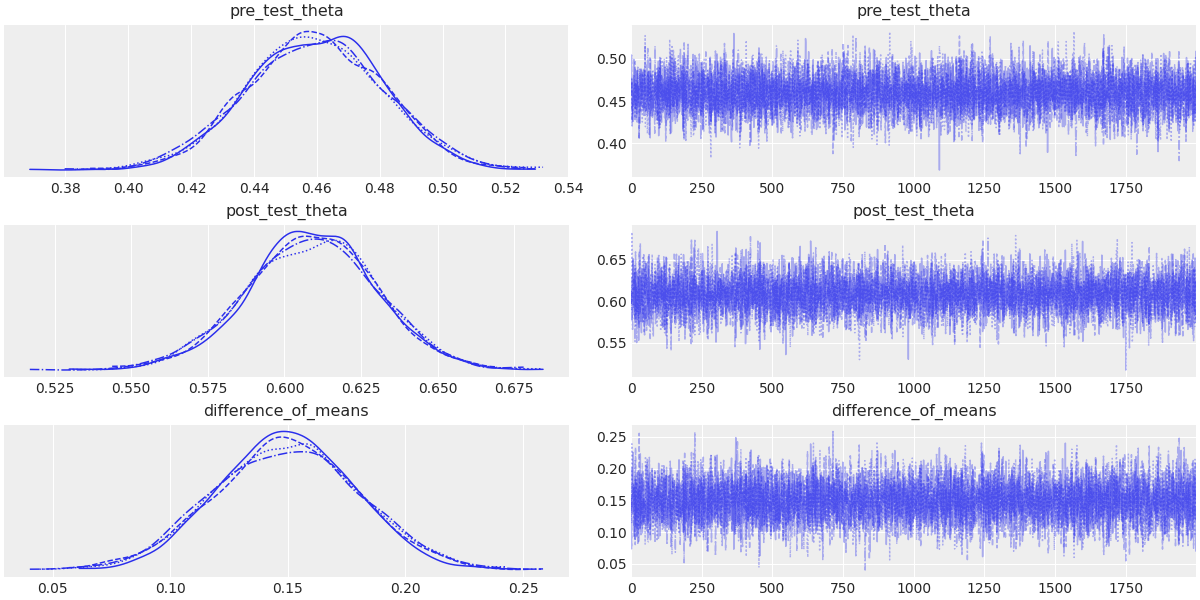 pre_test_theta
0.38 0.40 0.42 0.44 0.46 0.48 0.50 0.52 0.54
pre_test_theta
0.50
0.45
0.40
0 250 500 750 1000 1250 1500 1750
post_test_theta
0.525 0.550 0.575 0.600 0.625 0.650 0.675
post_test_theta
0.65
0.60
0.55
0 250 500 750 1000 1250 1500 1750
difference_of_means
0.05 0.10 0.15 0.20 0.25
difference_of_means
0.25
0.20
0.15
0.10
0.05
0 250 500 750 1000 1250 1500 1750